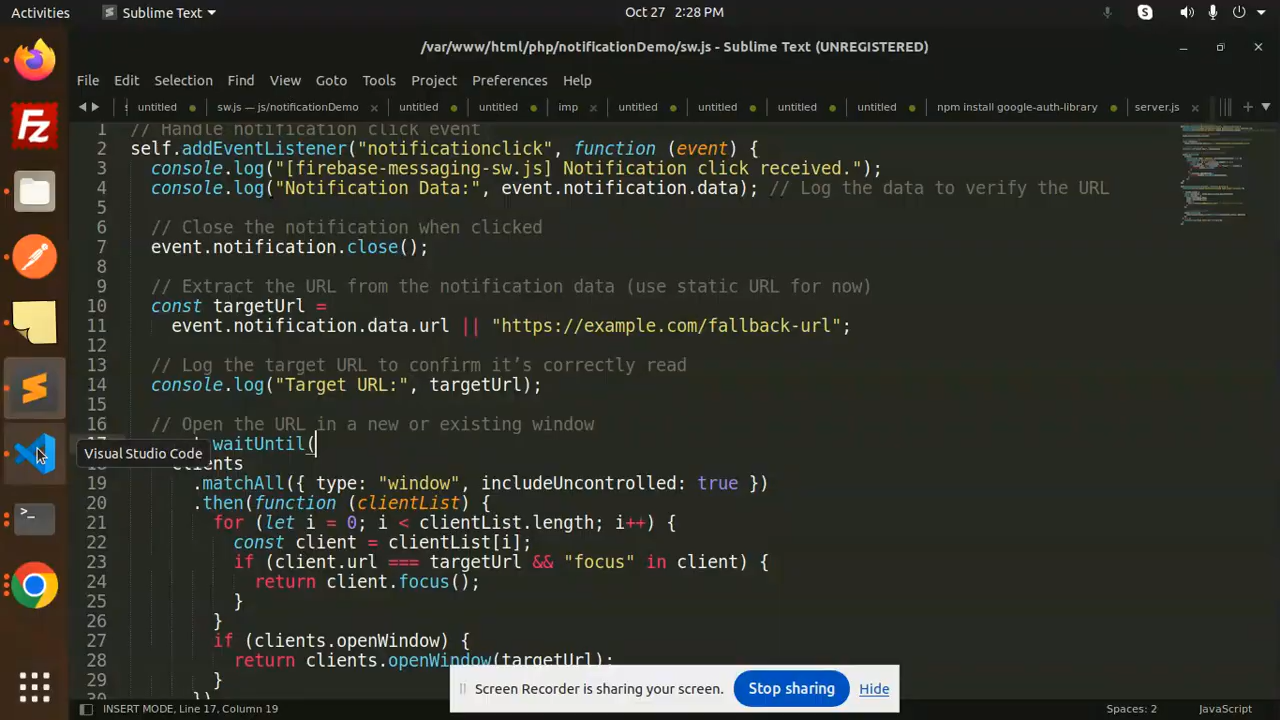 Activities Sublime Text Oct 27 2:28 PM
/var/www/html/php/notificationDemo/sw.js - Sublime Text (UNREGISTERED)
File Edit Selection Find View Goto Tools Project Preferences Help
untitled sw.js — js/notificationDemo untitled untitled imp untitled untitled untitled untitled npm install google-auth-library server.js
1 // Handle notification click event
2 self.addEventListener("notificationclick", function (event) {
3 console.log("[firebase-messaging-sw.js] Notification click received.");
4 console.log("Notification Data:", event.notification.data); // Log the data to verify the URL
5
6 // Close the notification when clicked
7 event.notification.close();
8
9 // Extract the URL from the notification data (use static URL for now)
10 const targetUrl =
11 event.notification.data.url || "https://example.com/fallback-url";
12
13 // Log the target URL to confirm it’s correctly read
14 console.log("Target URL:", targetUrl);
15
16 // Open the URL in a new or existing window
17 waitUntil(
Visual Studio Code
18 clients
19 .matchAll({ type: "window", includeUncontrolled: true })
20 .then(function (clientList) {
21 for (let i = 0; i < clientList.length; i++) {
22 const client = clientList[i];
23 if (client.url === targetUrl && "focus" in client) {
24 return client.focus();
25 }
26 }
27 if (clients.openWindow) {
28 return clients.openWindow(targetUrl);
29 }
30 })
Screen Recorder is sharing your screen. Stop sharing Hide
INSERT MODE, Line 17, Column 19 Spaces: 2 JavaScript